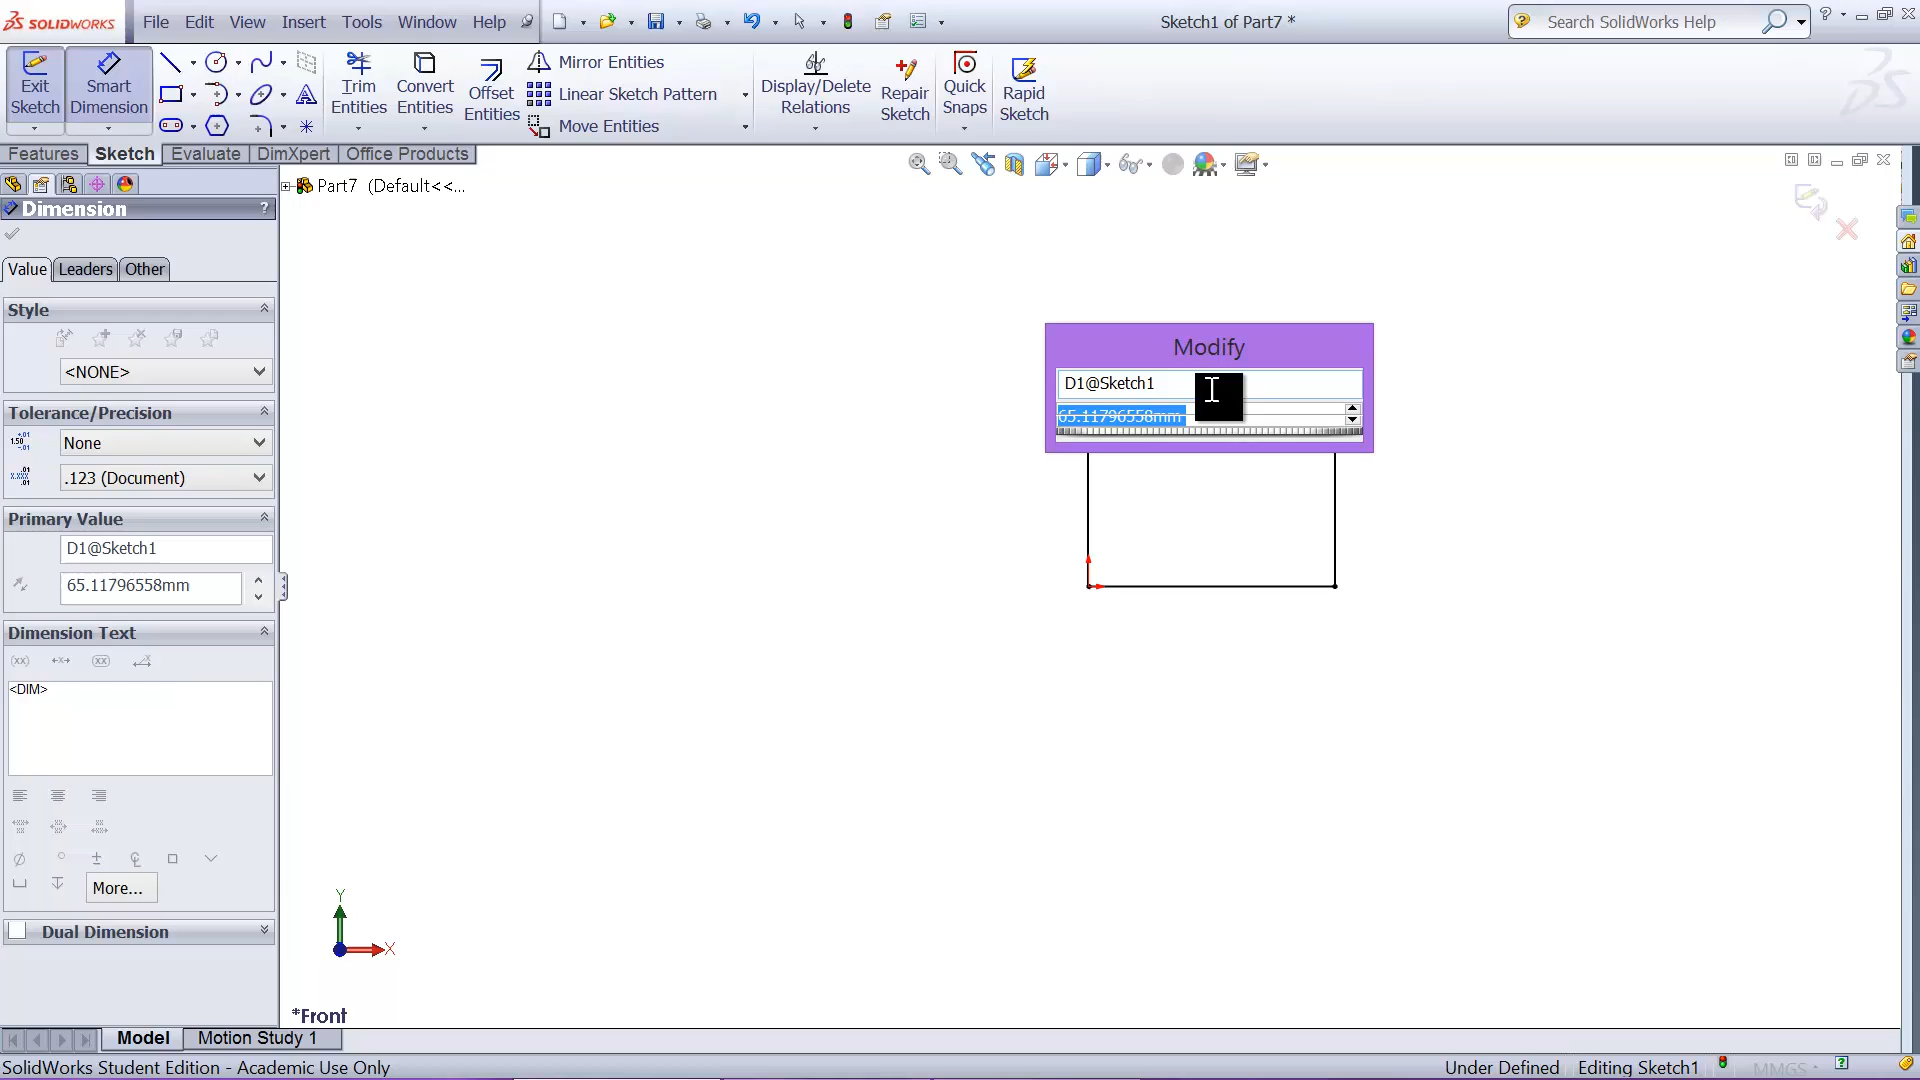 SOLIDWORKS File Edit View Insert Tools Window Help Sketch1 of Part7 * Search SolidWorks Help
Exit Sketch
Smart Dimension
Trim Entities
Convert Entities
Offset Entities
Mirror Entities
Linear Sketch Pattern
Move Entities
Display/Delete Relations
Repair Sketch
Quick Snaps
Rapid Sketch
Features Sketch Evaluate DimXpert Office Products
Part7 (Default<<...
Dimension ?
Value Leaders Other
Style
<NONE>
Tolerance/Precision
None
.123 (Document)
Primary Value
D1@Sketch1
65.11796558mm
Dimension Text
<DIM>
More...
Dual Dimension
Modify
D1@Sketch1
65.11796558mm
Y
X
*Front
Model Motion Study 1
SolidWorks Student Edition - Academic Use Only Under Defined Editing Sketch1 MMGS